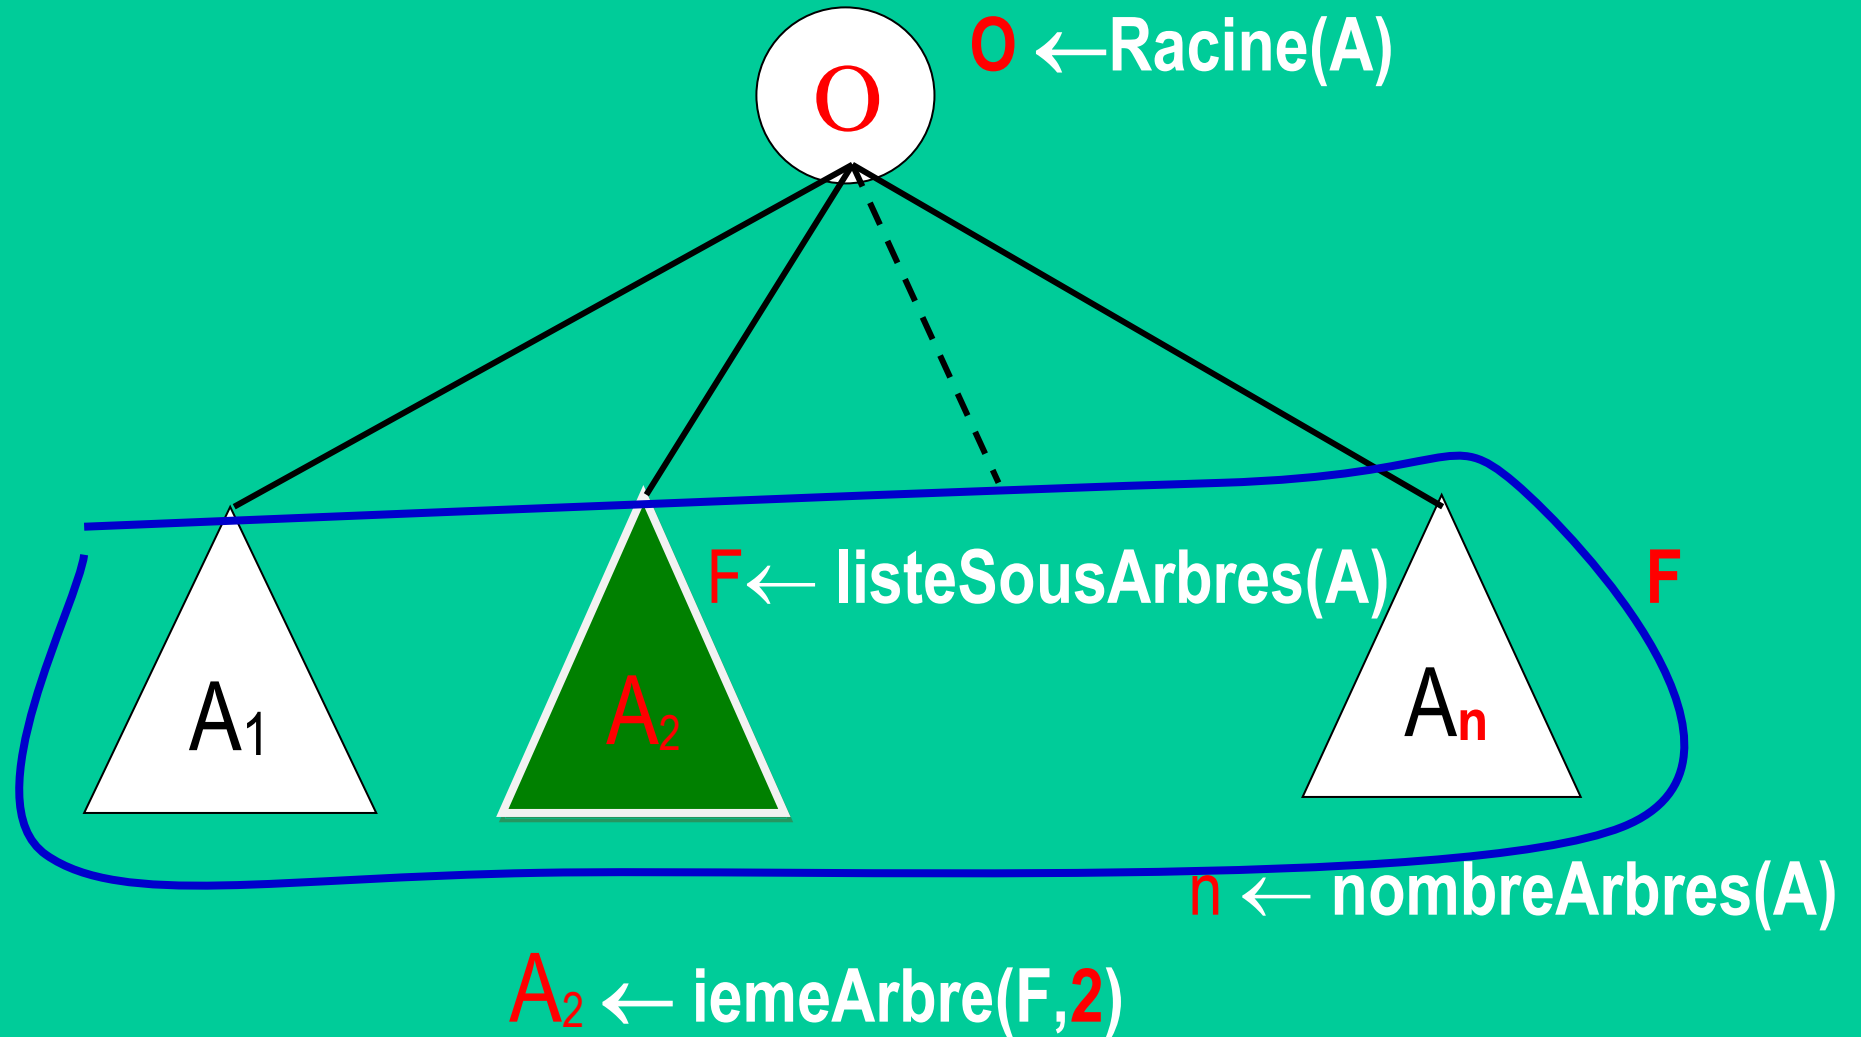 O
O ←Racine(A)
F← listeSousArbres(A)
F
A1
A2
An
n ← nombreArbres(A)
A2 ← iemeArbre(F,2)